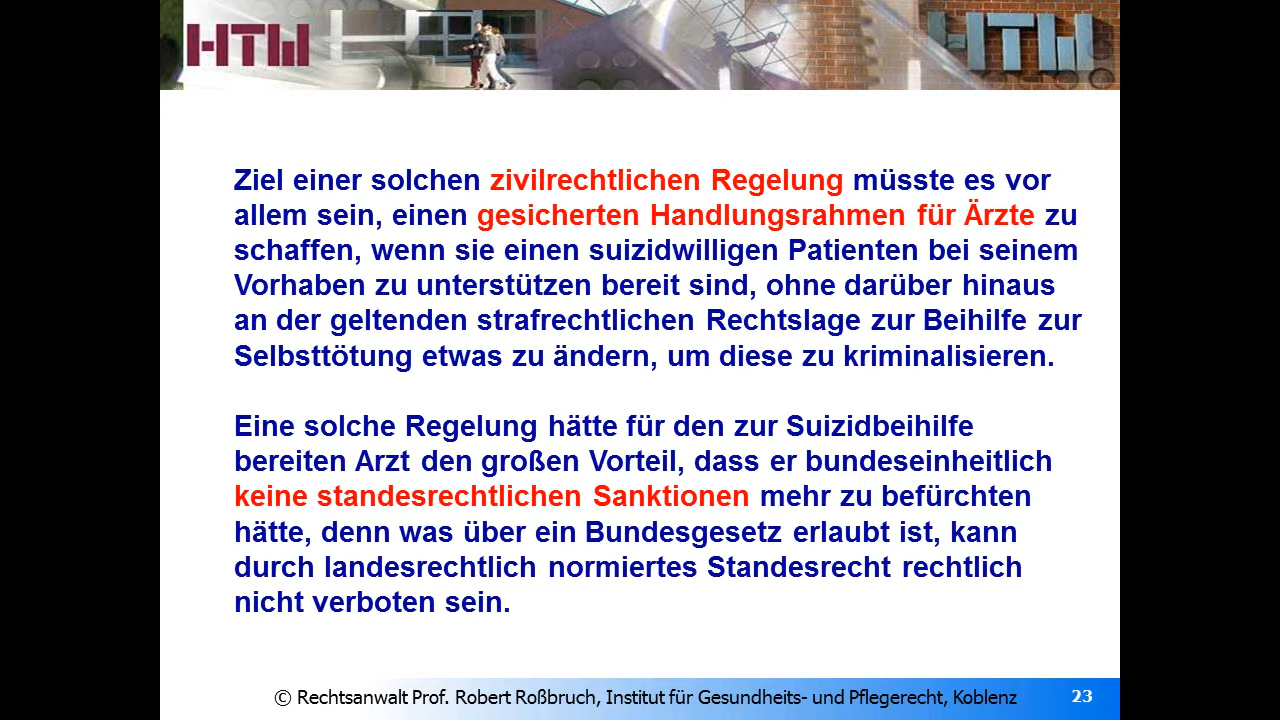 HTW
HTW
Ziel einer solchen zivilrechtlichen Regelung müsste es vor
allem sein, einen gesicherten Handlungsrahmen für Ärzte zu
schaffen, wenn sie einen suizidwilligen Patienten bei seinem
Vorhaben zu unterstützen bereit sind, ohne darüber hinaus
an der geltenden strafrechtlichen Rechtslage zur Beihilfe zur
Selbsttötung etwas zu ändern, um diese zu kriminalisieren.
Eine solche Regelung hätte für den zur Suizidbeihilfe
bereiten Arzt den großen Vorteil, dass er bundeseinheitlich
keine standesrechtlichen Sanktionen mehr zu befürchten
hätte, denn was über ein Bundesgesetz erlaubt ist, kann
durch landesrechtlich normiertes Standesrecht rechtlich
nicht verboten sein.
© Rechtsanwalt Prof. Robert Roßbruch, Institut für Gesundheits- und Pflegerecht, Koblenz 23